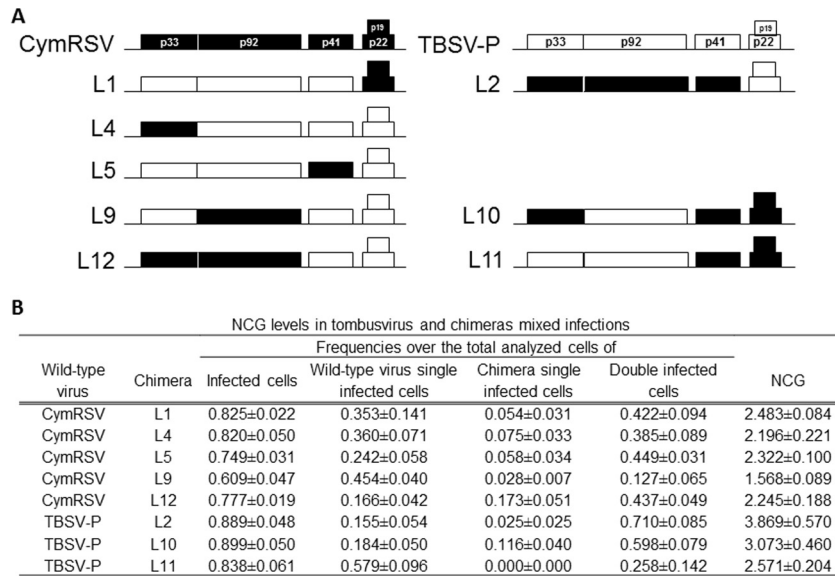 A
CymRSV p33 p92 p41 p19 p22
TBSV-P p33 p92 p41 p19 p22
L1
L2
L4
L5
L9
L10
L12
L11
B
NCG levels in tombusvirus and chimeras mixed infections
Frequencies over the total analyzed cells of
Wild-type virus Chimera Infected cells Wild-type virus single infected cells Chimera single infected cells Double infected cells NCG
CymRSV L1 0.825±0.022 0.353±0.141 0.054±0.031 0.422±0.094 2.483±0.084
CymRSV L4 0.820±0.050 0.360±0.071 0.075±0.033 0.385±0.089 2.196±0.221
CymRSV L5 0.749±0.031 0.242±0.058 0.058±0.034 0.449±0.031 2.322±0.100
CymRSV L9 0.609±0.047 0.454±0.040 0.028±0.007 0.127±0.065 1.568±0.089
CymRSV L12 0.777±0.019 0.166±0.042 0.173±0.051 0.437±0.049 2.245±0.188
TBSV-P L2 0.889±0.048 0.155±0.054 0.025±0.025 0.710±0.085 3.869±0.570
TBSV-P L10 0.899±0.050 0.184±0.050 0.116±0.040 0.598±0.079 3.073±0.460
TBSV-P L11 0.838±0.061 0.579±0.096 0.000±0.000 0.258±0.142 2.571±0.204